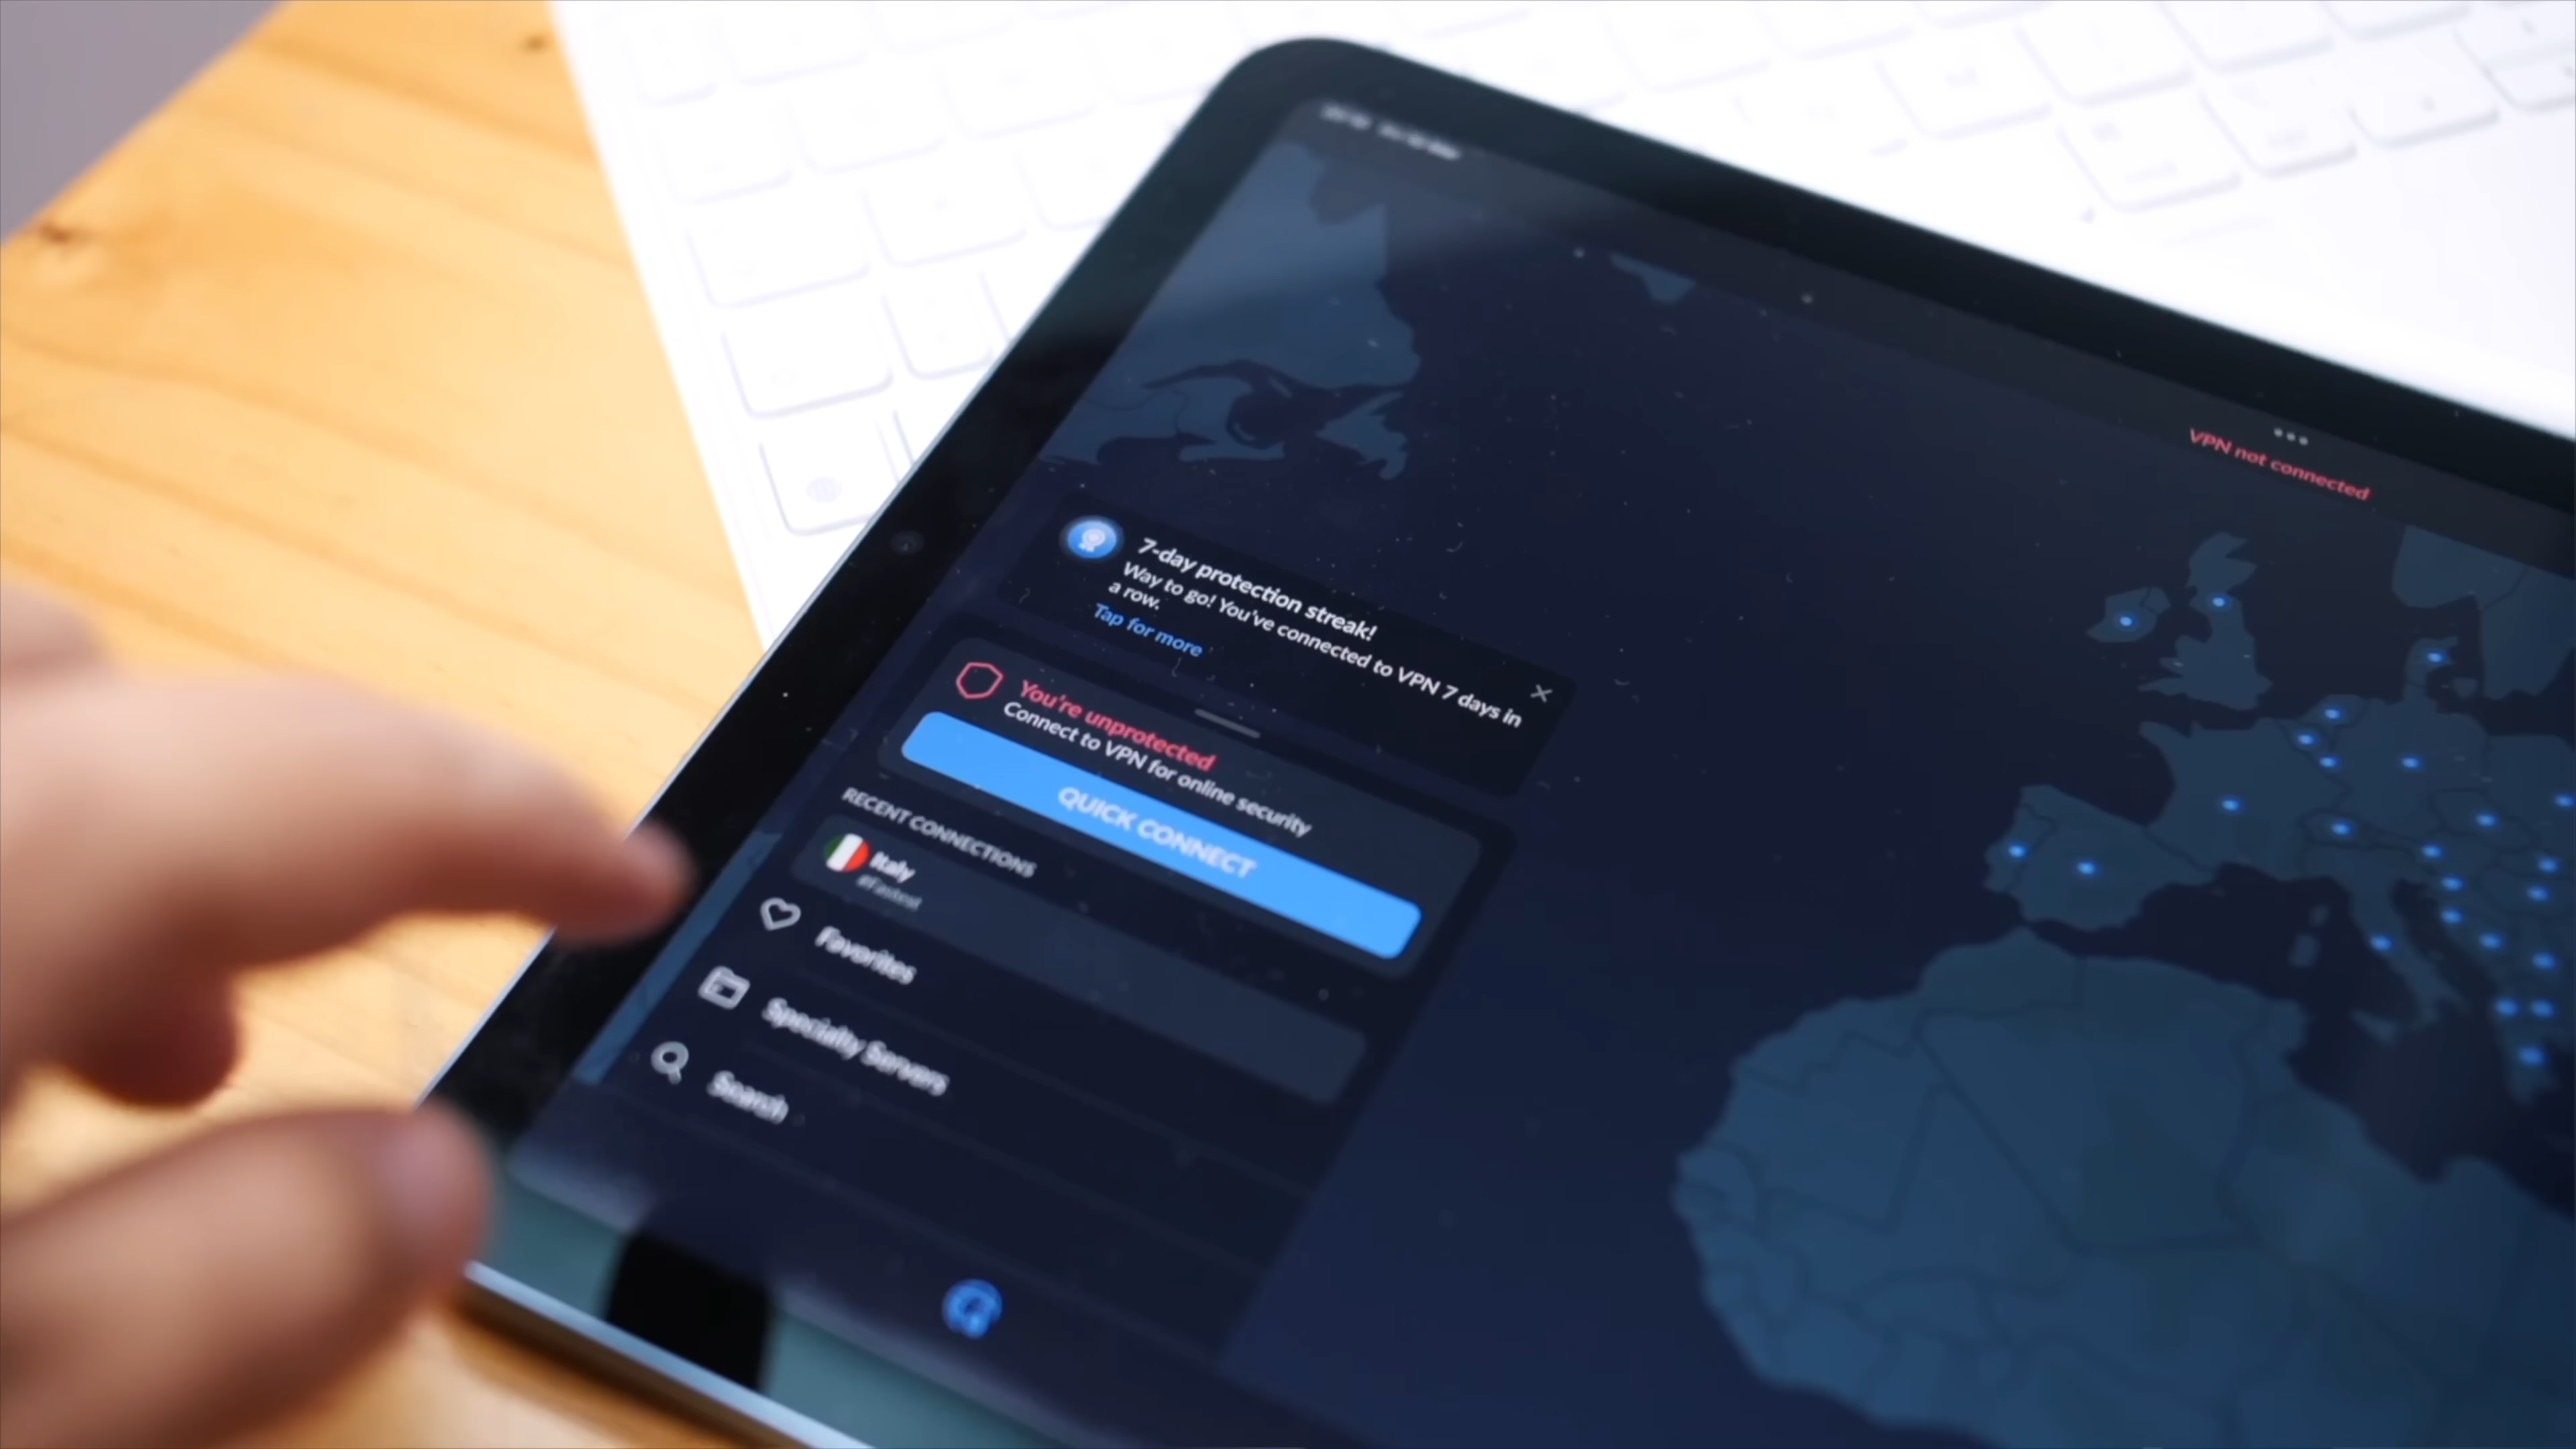 VPN not connected
7-day protection streak!
Way to go! You've connected to VPN 7 days in
a row.
Tap for more
You're unprotected
Connect to VPN for online security
QUICK CONNECT
RECENT CONNECTIONS
Italy
#Fastest
Favorites
Specialty Servers
Search